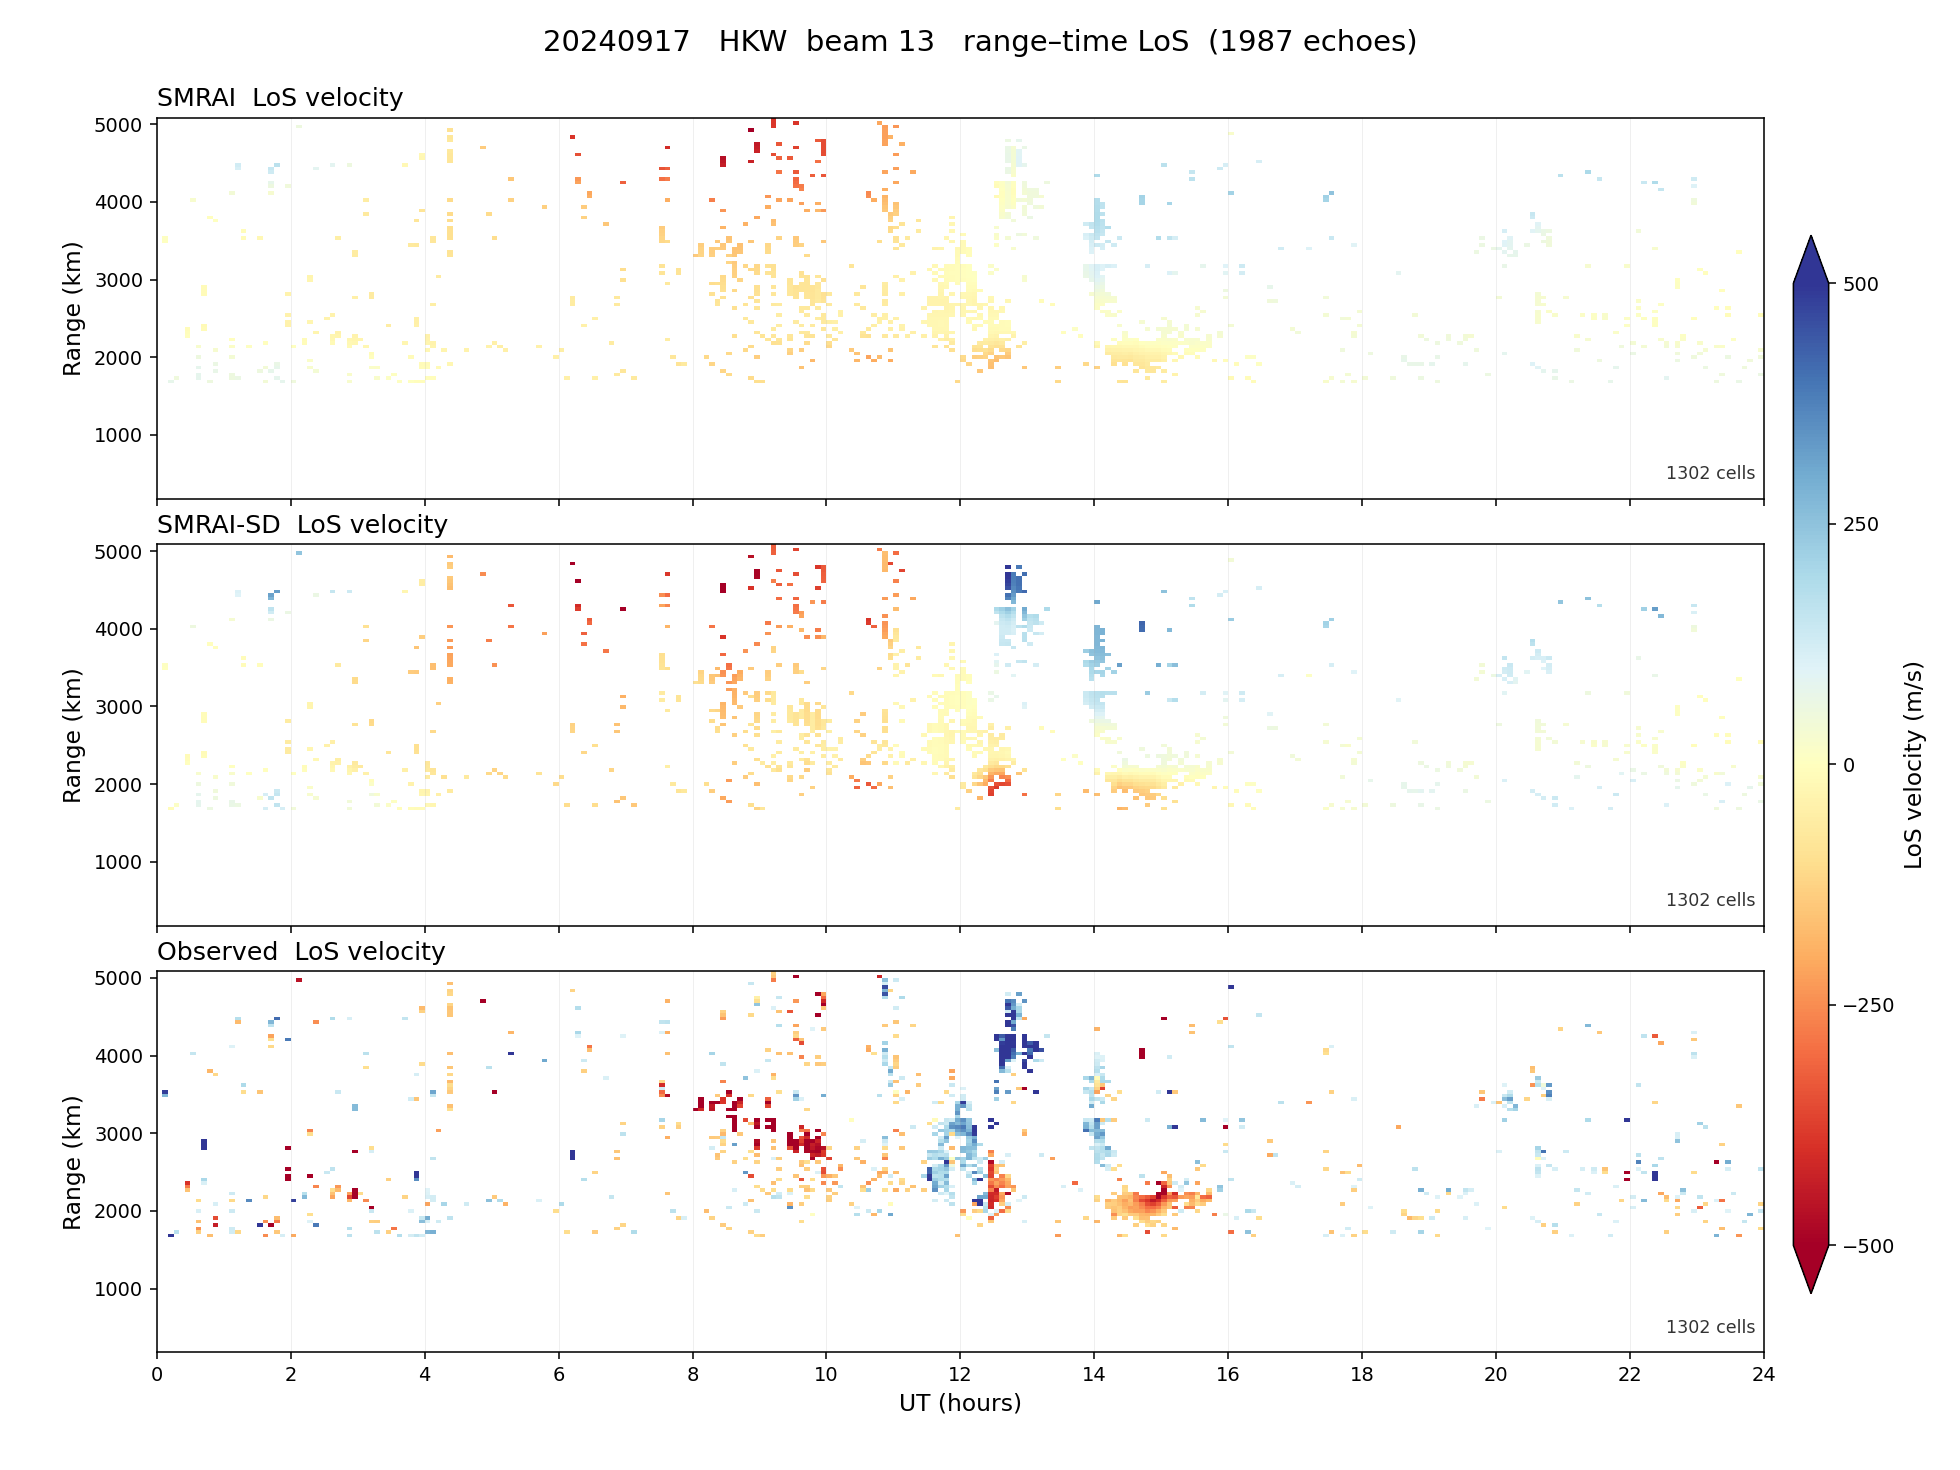 20240917   HKW  beam 13   range–time LoS  (1987 echoes)
SMRAI  LoS velocity
5000
4000
3000
2000
1000
Range (km)
1302 cells
SMRAI-SD  LoS velocity
5000
4000
3000
2000
1000
Range (km)
1302 cells
Observed  LoS velocity
5000
4000
3000
2000
1000
Range (km)
1302 cells
0 2 4 6 8 10 12 14 16 18 20 22 24
UT (hours)
500
250
0
−250
−500
LoS velocity (m/s)